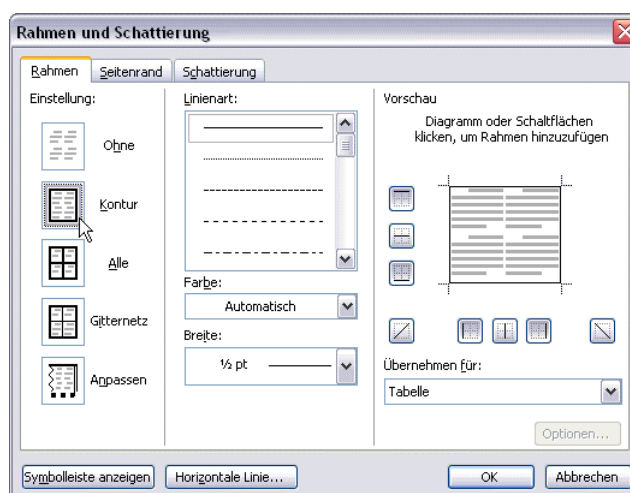 Rahmen und Schattierung
Rahmen Seitenrand Schattierung
Einstellung:
Ohne
Kontur
Alle
Gitternetz
Anpassen
Linienart:
Farbe:
Automatisch
Breite:
½ pt
Vorschau
Diagramm oder Schaltflächen
klicken, um Rahmen hinzuzufügen
Übernehmen für:
Tabelle
Optionen...
Symbolleiste anzeigen Horizontale Linie... OK Abbrechen